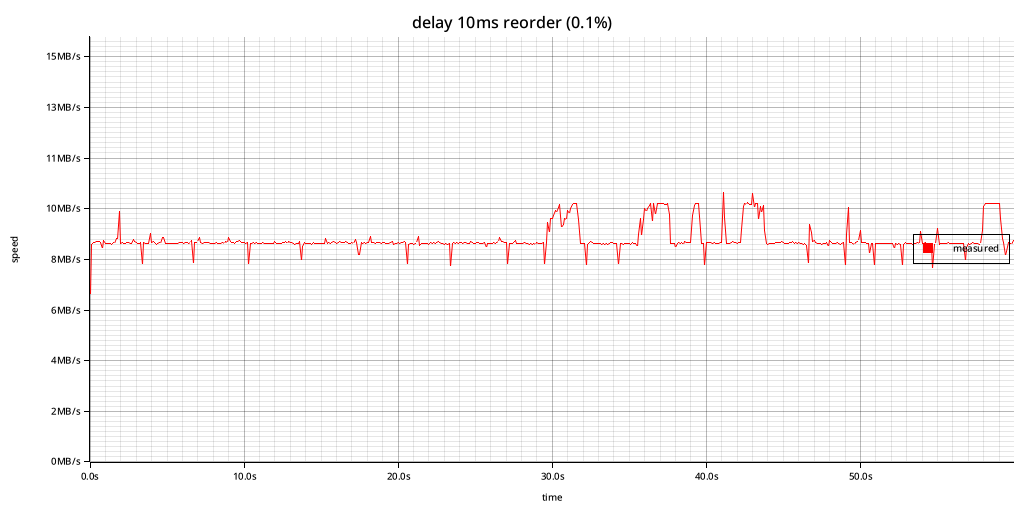 delay 10ms reorder (0.1%)
15MB/s
13MB/s
11MB/s
10MB/s
8MB/s
6MB/s
4MB/s
2MB/s
0MB/s
speed
measured
0.0s 10.0s 20.0s 30.0s 40.0s 50.0s
time